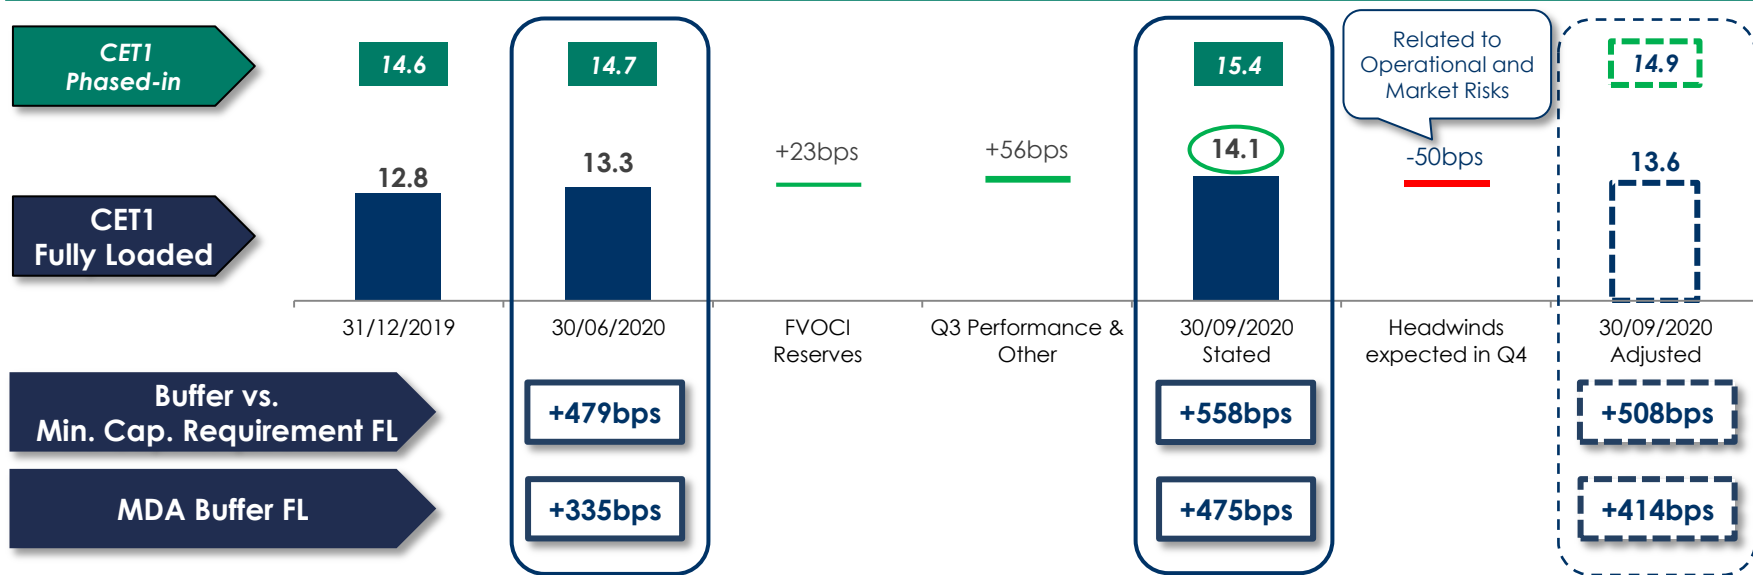 CET1
Phased-in
14.6
14.7
15.4
Related to
Operational and
Market Risks
14.9
CET1
Fully Loaded
12.8
13.3
+23bps
+56bps
14.1
-50bps
13.6
31/12/2019
30/06/2020
FVOCI
Reserves
Q3 Performance &
Other
30/09/2020
Stated
Headwinds
expected in Q4
30/09/2020
Adjusted
Buffer vs.
Min. Cap. Requirement FL
+479bps
+558bps
+508bps
MDA Buffer FL
+335bps
+475bps
+414bps